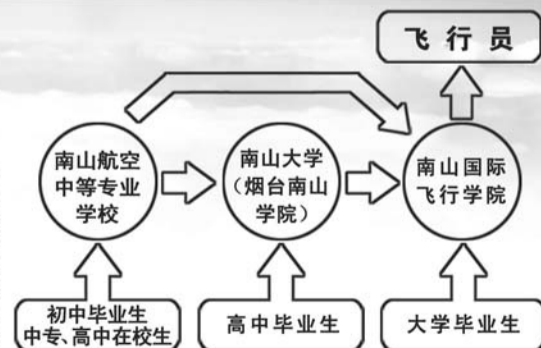 飞行员
南山航空
中等专业
学校
南山大学
（烟台南山
学院）
南山国际
飞行学院
初中毕业生
中专、高中在校生
高中毕业生
大学毕业生